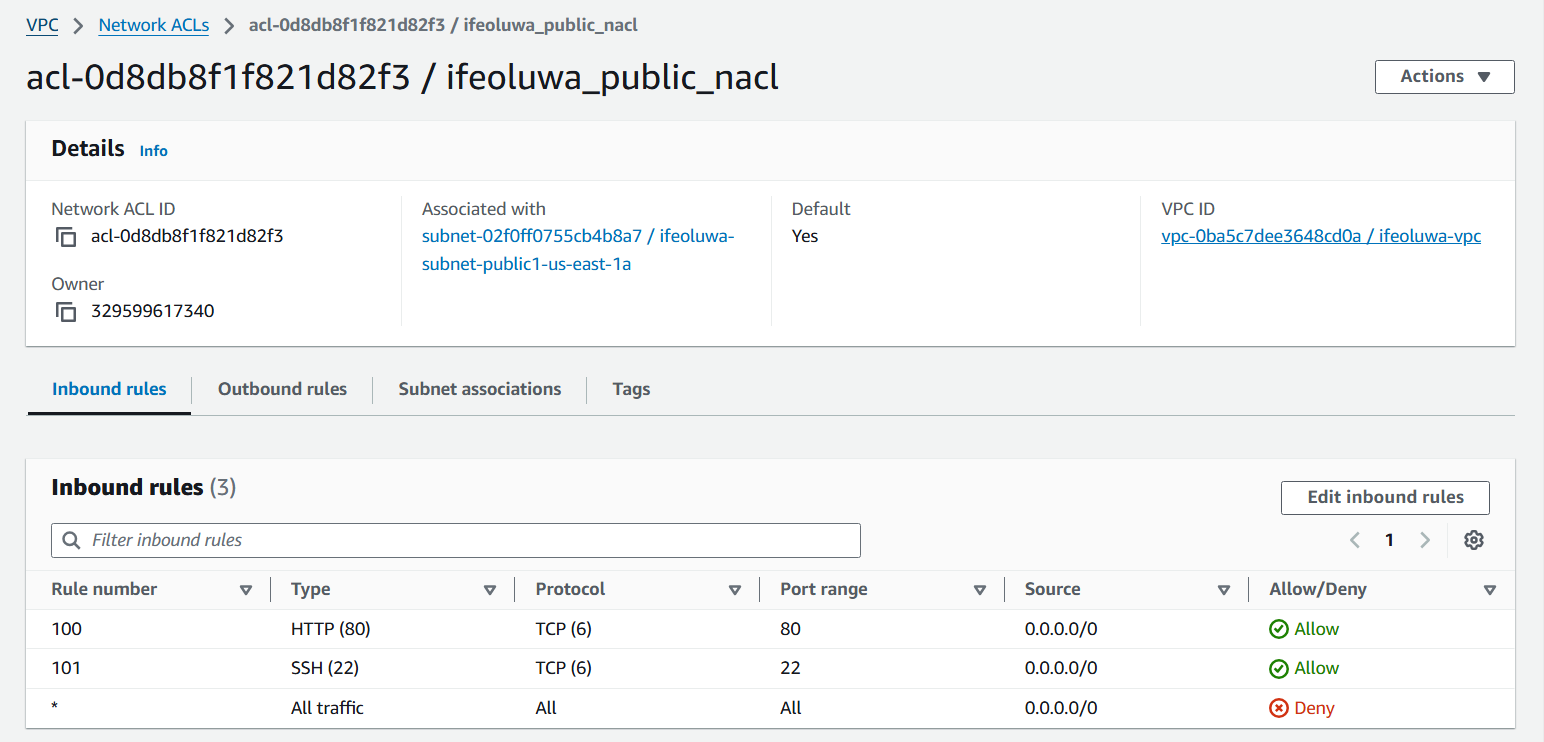 VPC > Network ACLs > acl-0d8db8f1f821d82f3 / ifeoluwa_public_nacl
acl-0d8db8f1f821d82f3 / ifeoluwa_public_nacl
Actions
Details Info
Network ACL ID
acl-0d8db8f1f821d82f3
Owner
329599617340
Associated with
subnet-02f0ff0755cb4b8a7 / ifeoluwa-
subnet-public1-us-east-1a
Default
Yes
VPC ID
vpc-0ba5c7dee3648cd0a / ifeoluwa-vpc
Inbound rules Outbound rules Subnet associations Tags
Inbound rules (3)
Edit inbound rules
Filter inbound rules
1
Rule number Type Protocol Port range Source Allow/Deny
100 HTTP (80) TCP (6) 80 0.0.0.0/0 Allow
101 SSH (22) TCP (6) 22 0.0.0.0/0 Allow
* All traffic All All 0.0.0.0/0 Deny